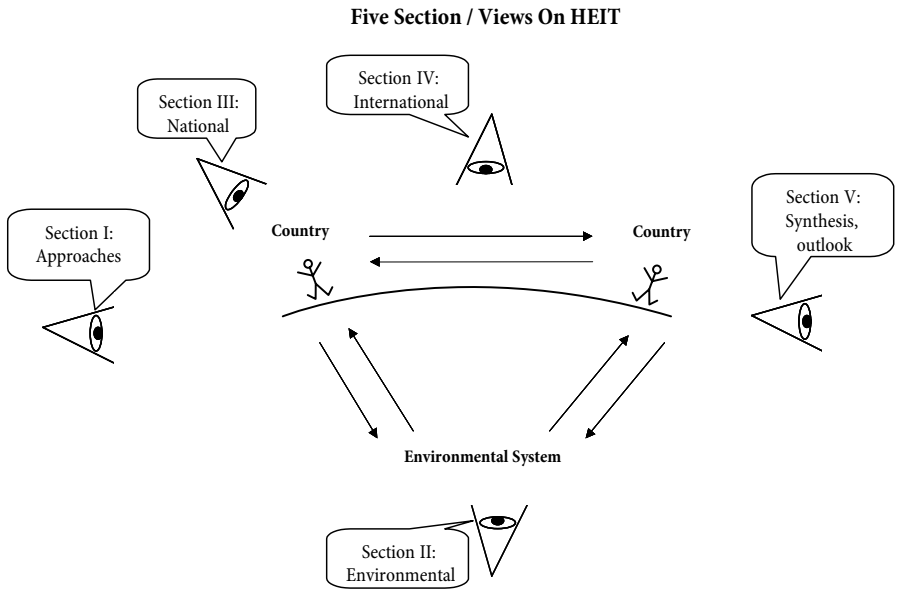 Five Section / Views On HEIT
Section IV:
International
Section III:
National
Section V:
Synthesis,
outlook
Section I:
Approaches
Country
Country
Environmental System
Section II:
Environmental